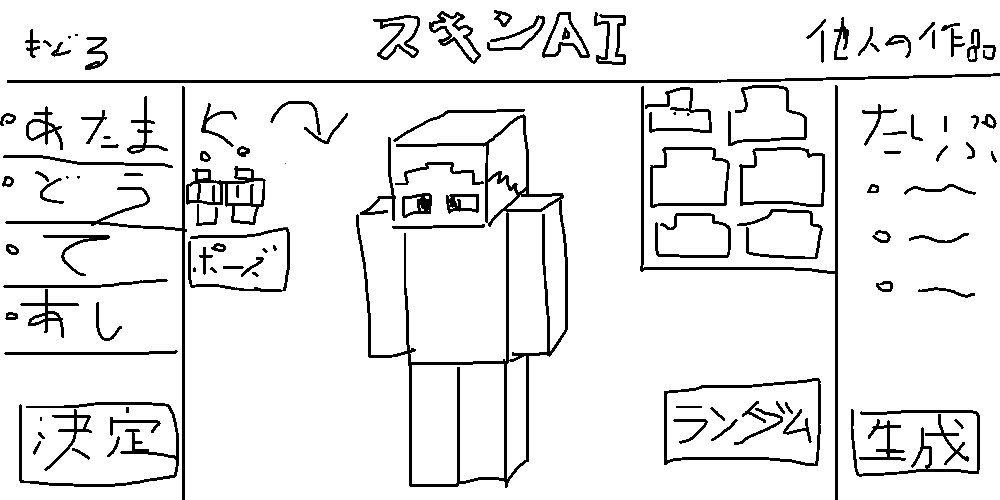 もどる
スキンAI
他人の作品
あたま
どう
て
あし
決定
ポーズ
ランダム
たいぷ
生成